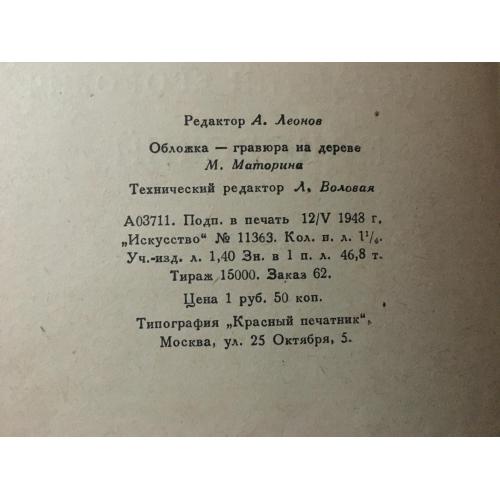 Редактор А. Леонов
Обложка — гравюра на дереве
М. Маторина
Технический редактор Л. Воловая
А03711. Подп. в печать 12/V 1948 г.
„Искусство“ № 11363. Кол. п. л. 1¹/₄.
Уч.-изд. л. 1,40 Зн. в 1 п. л. 46,8 т.
Тираж 15000. Заказ 62.
Цена 1 руб. 50 коп.
Типография „Красный печатник“,
Москва, ул. 25 Октября, 5.